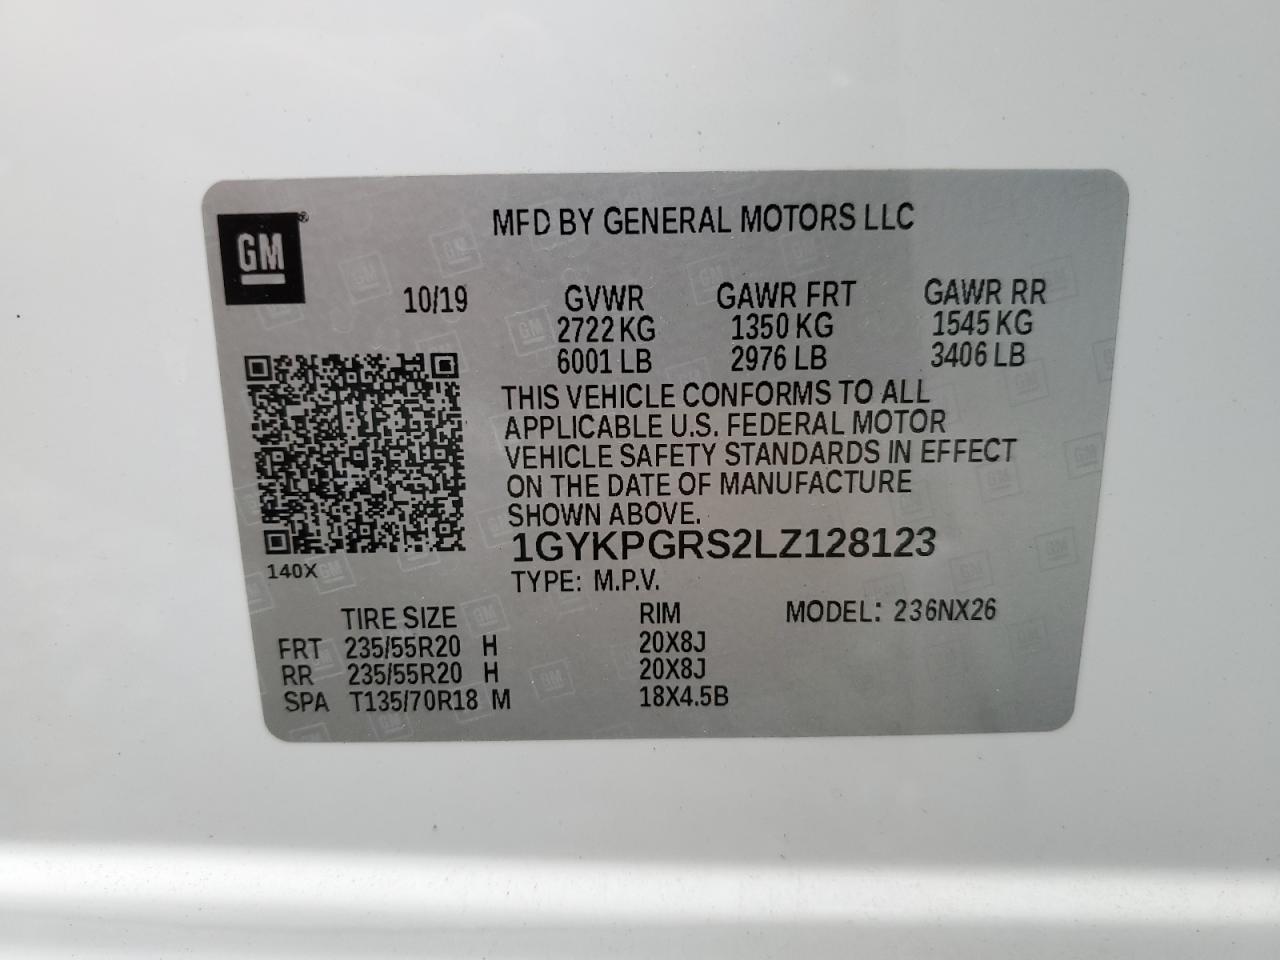 GM®
MFD BY GENERAL MOTORS LLC
10/19 GVWR GAWR FRT GAWR RR
2722 KG 1350 KG 1545 KG
6001 LB 2976 LB 3406 LB
THIS VEHICLE CONFORMS TO ALL
APPLICABLE U.S. FEDERAL MOTOR
VEHICLE SAFETY STANDARDS IN EFFECT
ON THE DATE OF MANUFACTURE
SHOWN ABOVE.
1GYKPGRS2LZ128123
140X
TYPE: M.P.V.
TIRE SIZE RIM MODEL: 236NX26
FRT 235/55R20 H 20X8J
RR 235/55R20 H 20X8J
SPA T135/70R18 M 18X4.5B